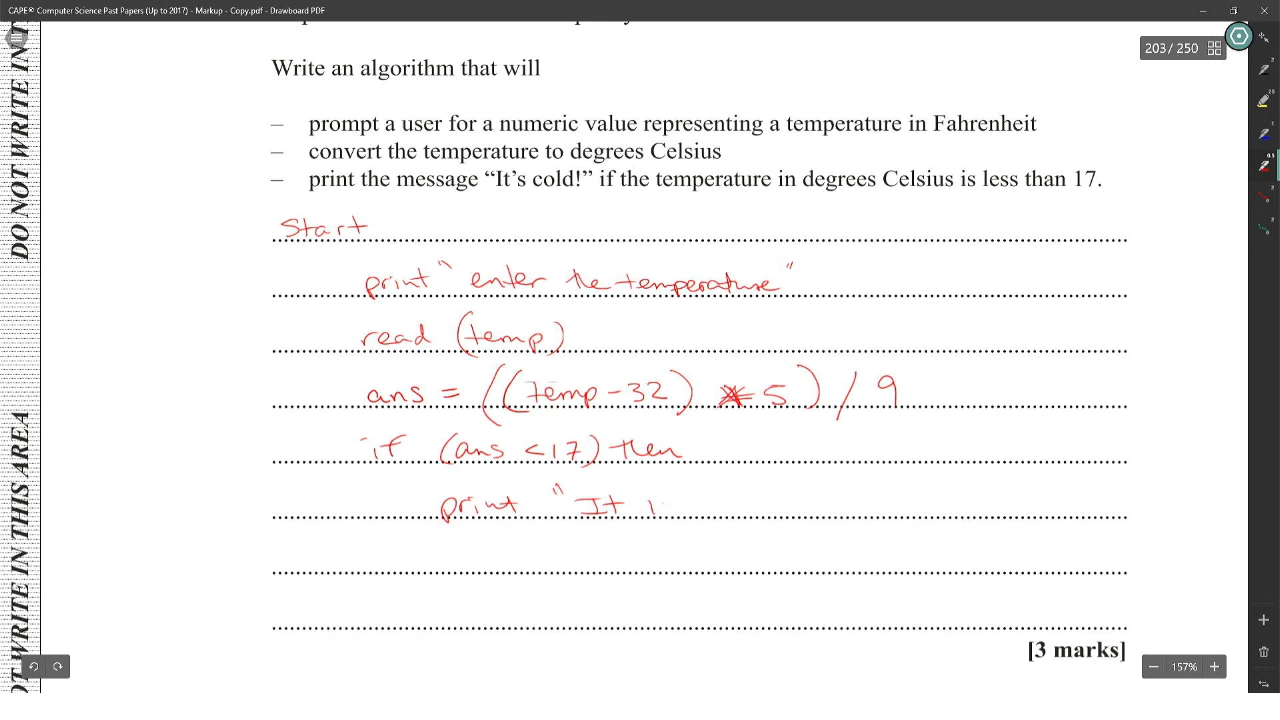 CAPE® Computer Science Past Papers (Up to 2017) - Markup - Copy.pdf - Drawboard PDF
203 / 250
DO NOT WRITE INT
OT WRITE IN THIS AREA
Write an algorithm that will
– prompt a user for a numeric value representing a temperature in Fahrenheit
– convert the temperature to degrees Celsius
– print the message “It’s cold!” if the temperature in degrees Celsius is less than 17.
Start
print " enter the temperature "
read (temp)
ans = ((temp - 32) * 5) / 9
if (ans < 17) then
print " It
[3 marks]
157%